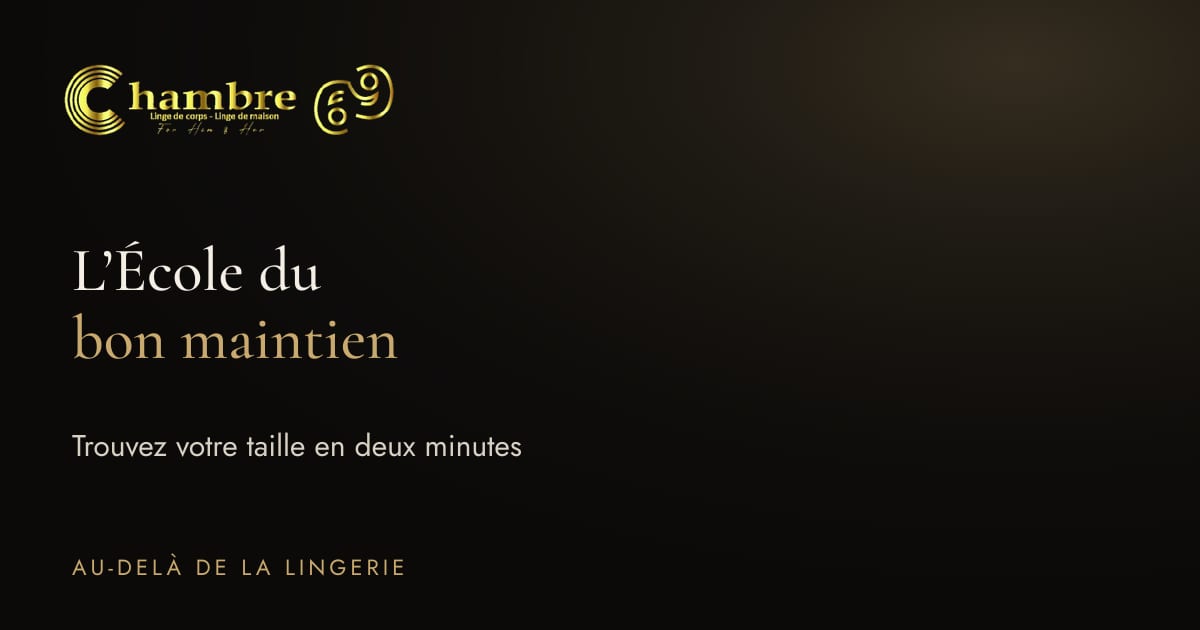 Chambre 69
Linge de corps - Linge de maison
For Him & Her
L’École du
bon maintien
Trouvez votre taille en deux minutes
AU-DELÀ DE LA LINGERIE